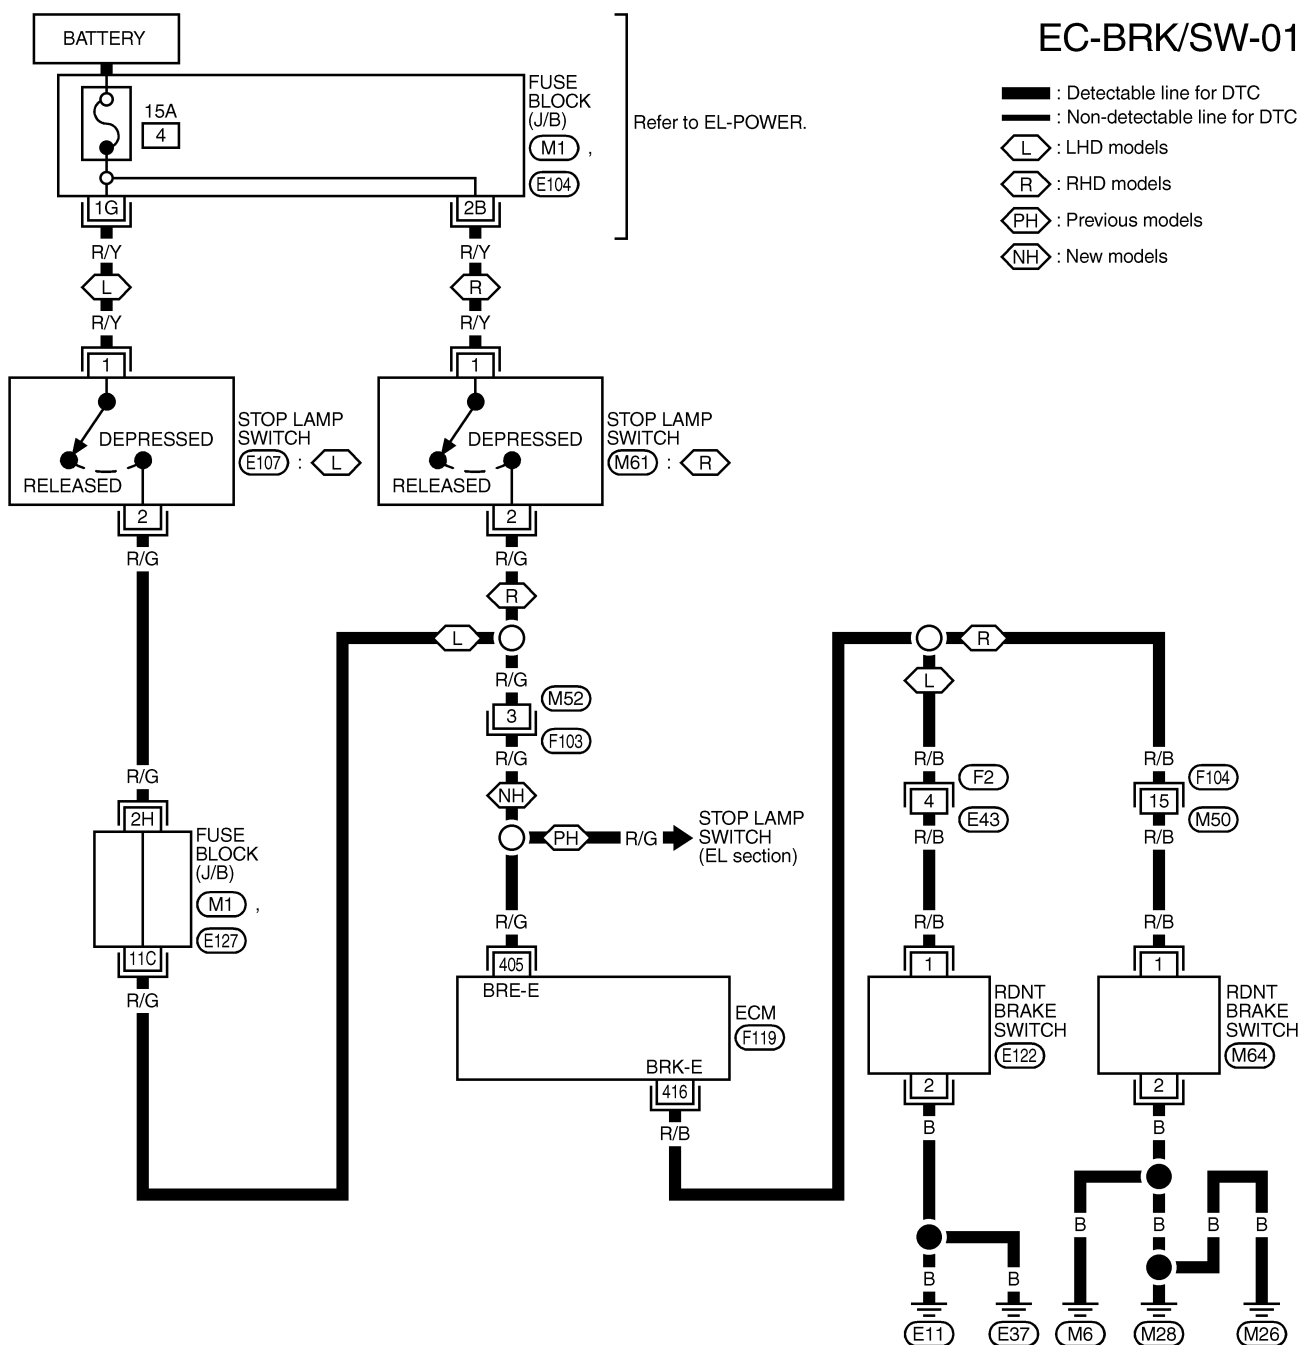 EC-BRK/SW-01
BATTERY
15A
4
FUSE
BLOCK
(J/B)
M1 ,
E104
Refer to EL-POWER.
: Detectable line for DTC
: Non-detectable line for DTC
L : LHD models
R : RHD models
PH : Previous models
NH : New models
1G
2B
R/Y
R/Y
L
R
R/Y
R/Y
1
1
DEPRESSED
RELEASED
STOP LAMP
SWITCH
E107 : L
DEPRESSED
RELEASED
STOP LAMP
SWITCH
M61 : R
2
2
R/G
R/G
R
L
R/G
M52
3
F103
R/G
NH
PH
R/G
STOP LAMP
SWITCH
(EL section)
R/G
R/G
2H
FUSE
BLOCK
(J/B)
M1 ,
E127
11C
R/G
405
BRE-E
ECM
F119
BRK-E
416
R/B
R
L
R/B
F2
4
E43
R/B
R/B
1
RDNT
BRAKE
SWITCH
E122
2
B
B
B
E11
E37
R/B
F104
15
M50
R/B
R/B
1
RDNT
BRAKE
SWITCH
M64
2
B
B
B
B
B
M6
M28
M26